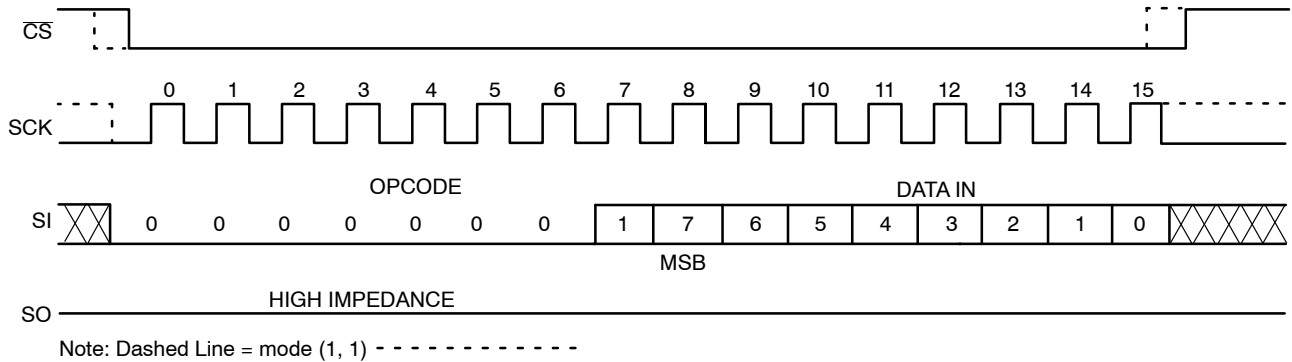 CS
0 1 2 3 4 5 6 7 8 9 10 11 12 13 14 15
SCK
OPCODE DATA IN
SI 0 0 0 0 0 0 0 1 7 6 5 4 3 2 1 0
MSB
HIGH IMPEDANCE
SO
Note: Dashed Line = mode (1, 1)